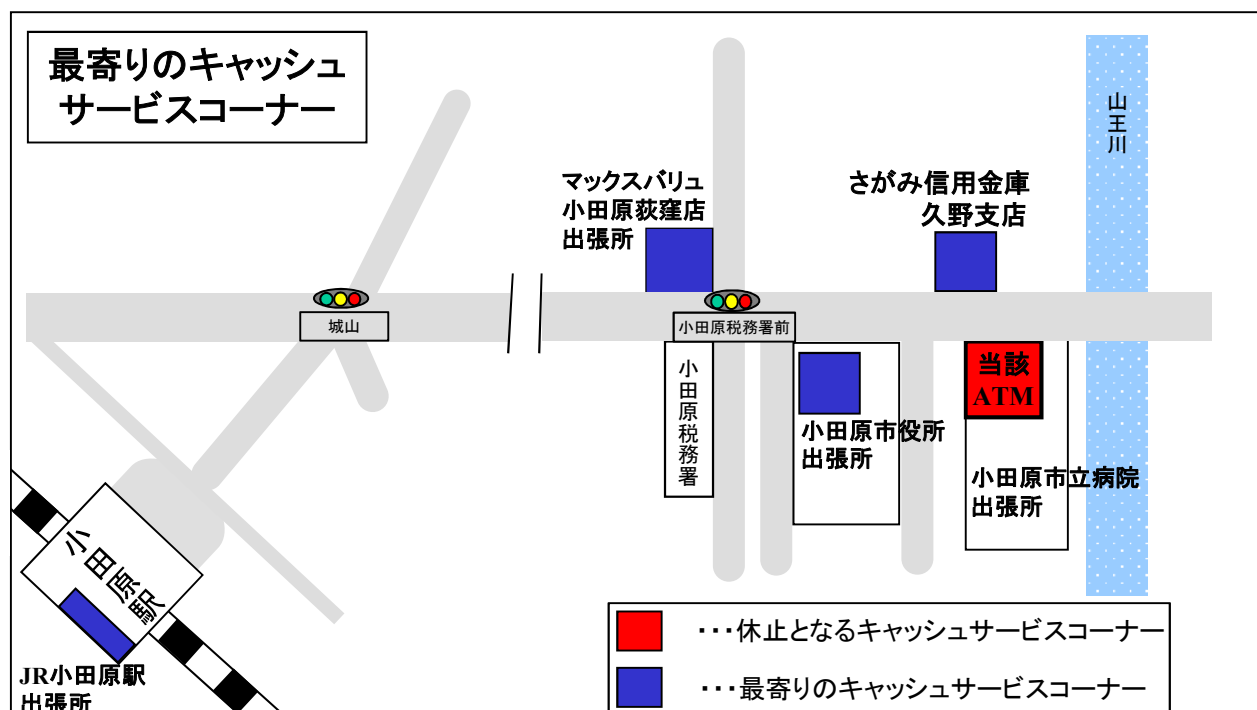 最寄りのキャッシュ
サービスコーナー
山王川
マックスバリュ
小田原荻窪店
出張所
さがみ信用金庫
久野支店
城山
小田原税務署前
小田原税務署
当該
ATM
小田原市役所
出張所
小田原市立病院
出張所
小田原駅
JR小田原駅
出張所
・・・休止となるキャッシュサービスコーナー
・・・最寄りのキャッシュサービスコーナー